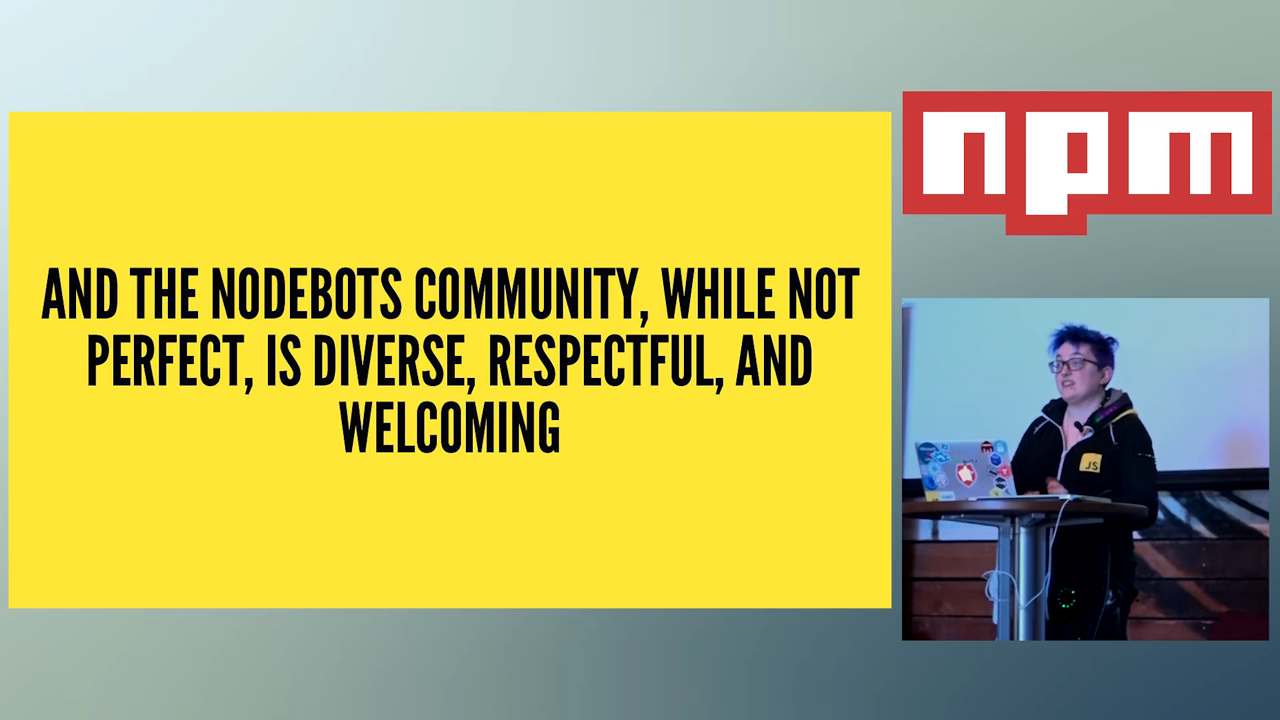 AND THE NODEBOTS COMMUNITY, WHILE NOT
PERFECT, IS DIVERSE, RESPECTFUL, AND
WELCOMING
npm
JS